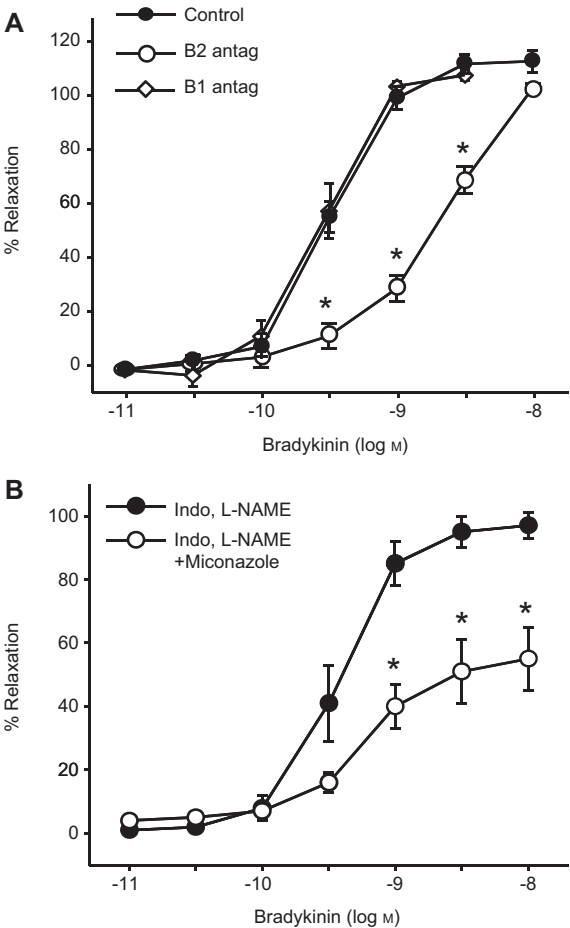 A
Control
B2 antag
B1 antag
120
100
80
60
40
20
0
% Relaxation
*
*
*
-11
-10
-9
-8
Bradykinin (log M)
B
Indo, L-NAME
Indo, L-NAME
+Miconazole
100
80
60
40
20
0
% Relaxation
*
*
*
-11
-10
-9
-8
Bradykinin (log M)